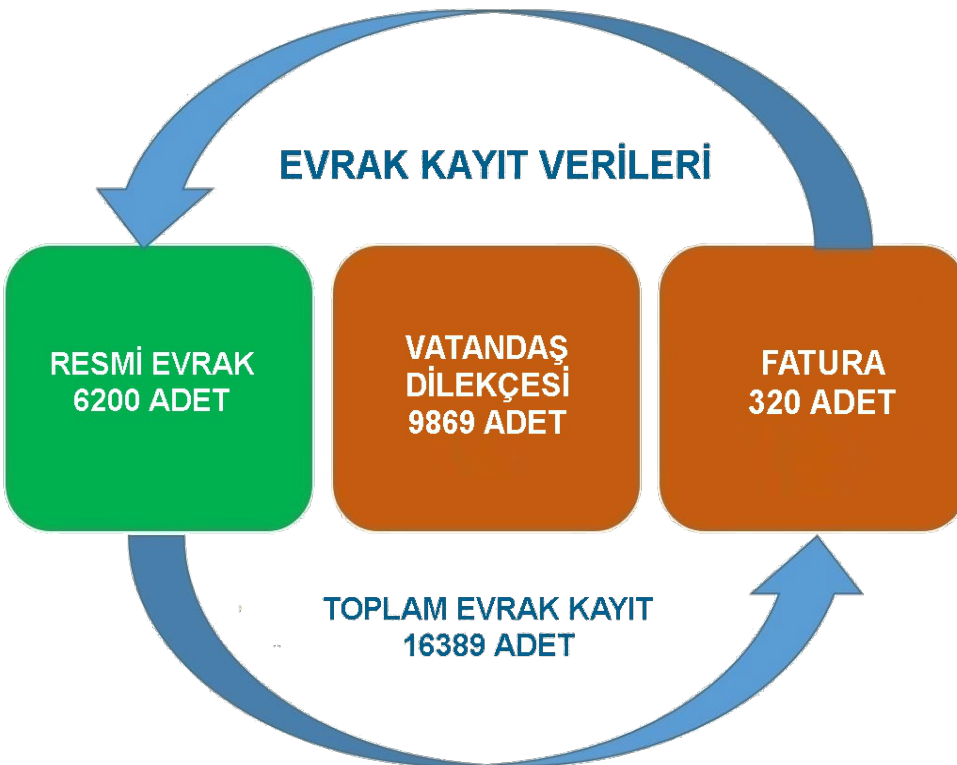 EVRAK KAYIT VERİLERİ
RESMİ EVRAK
6200 ADET
VATANDAŞ
DİLEKÇESİ
9869 ADET
FATURA
320 ADET
TOPLAM EVRAK KAYIT
16389 ADET